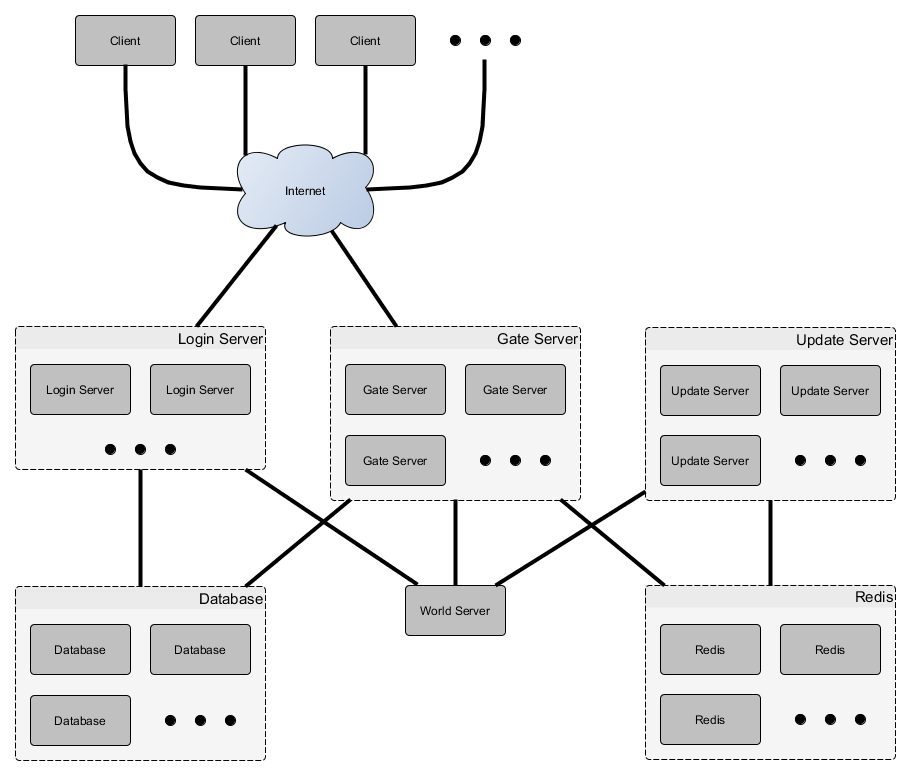 Client
Client
Client
Internet
Login Server
Login Server
Login Server
Gate Server
Gate Server
Gate Server
Gate Server
Update Server
Update Server
Update Server
Update Server
Database
Database
Database
Database
World Server
Redis
Redis
Redis
Redis